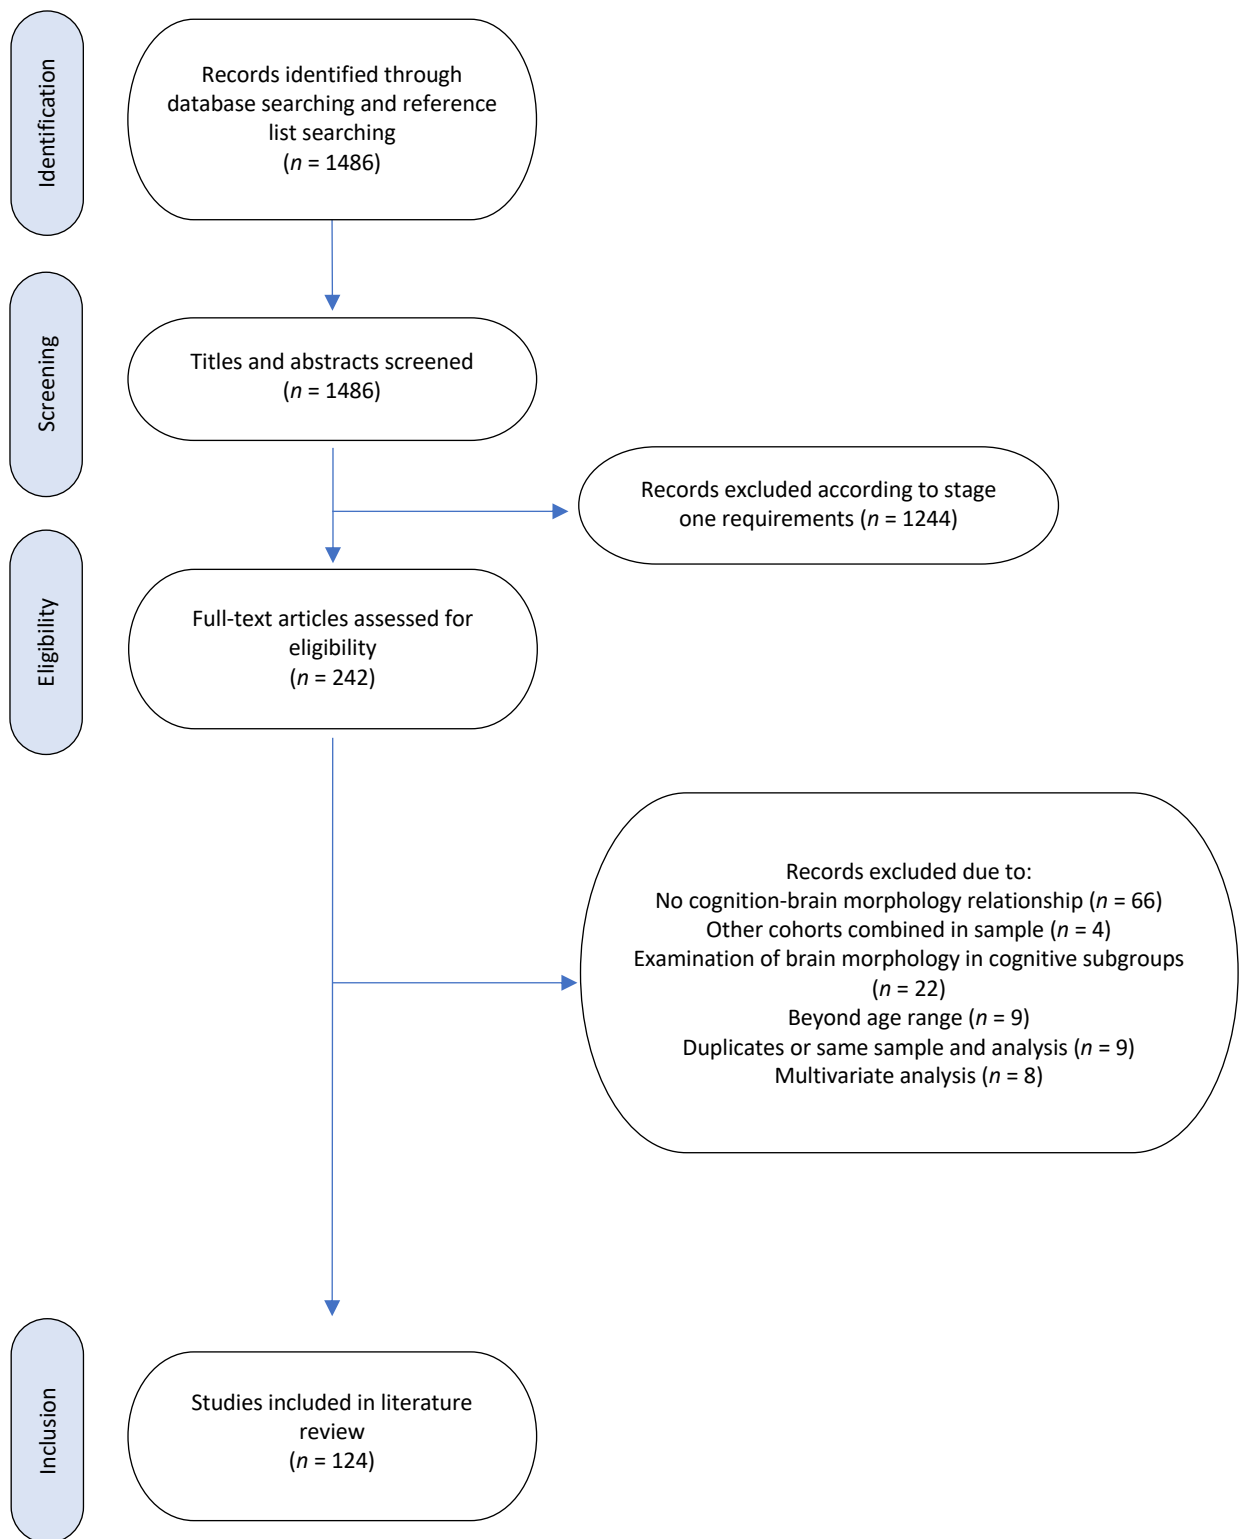 Identification
Records identified through
database searching and reference
list searching
(n = 1486)
Screening
Titles and abstracts screened
(n = 1486)
Records excluded according to stage
one requirements (n = 1244)
Eligibility
Full-text articles assessed for
eligibility
(n = 242)
Records excluded due to:
No cognition-brain morphology relationship (n = 66)
Other cohorts combined in sample (n = 4)
Examination of brain morphology in cognitive subgroups
(n = 22)
Beyond age range (n = 9)
Duplicates or same sample and analysis (n = 9)
Multivariate analysis (n = 8)
Inclusion
Studies included in literature
review
(n = 124)